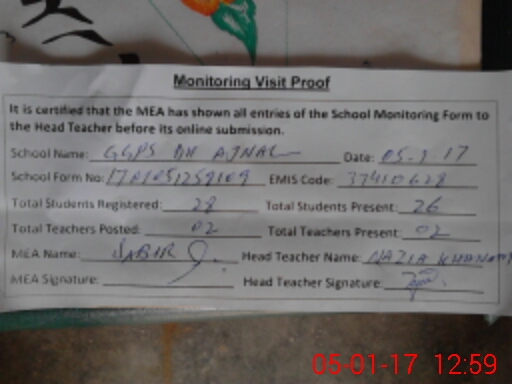 Monitoring Visit Proof
It is certified that the MEA has shown all entries of the School Monitoring Form to
the Head Teacher before its online submission.
School Name: GGPS DH AJNAL Date: 05-1-17
School Form No: EMIS Code: 37410628
Total Students Registered: 28 Total Students Present: 26
Total Teachers Posted: 02 Total Teachers Present: 02
MEA Name: SABIR Head Teacher Name: NAZIA KHANAM
MEA Signature: Head Teacher Signature:
05-01-17 12:59